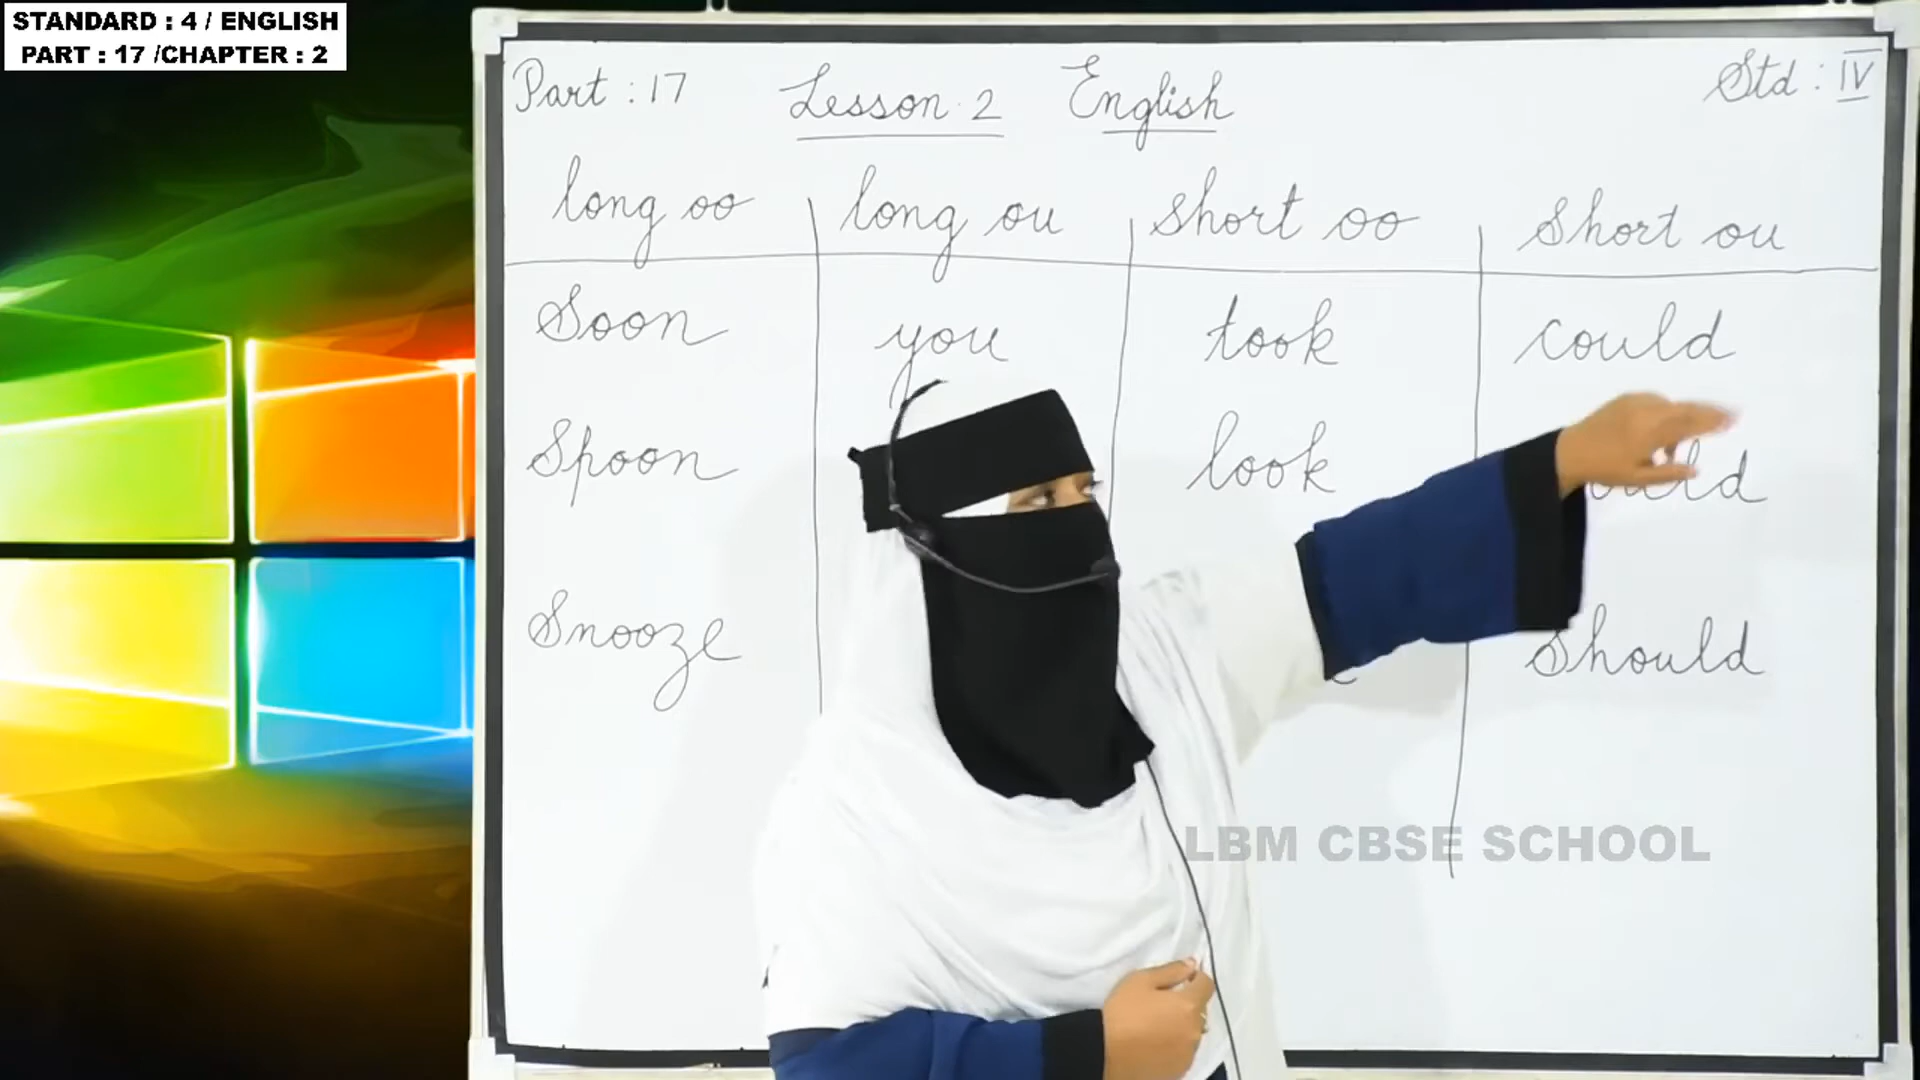 STANDARD : 4 / ENGLISH
PART : 17 /CHAPTER : 2
Part : 17 Lesson 2 English Std : IV
long oo long ou short oo short ou
Soon you took could
Spoon look
Snooze should
LBM CBSE SCHOOL